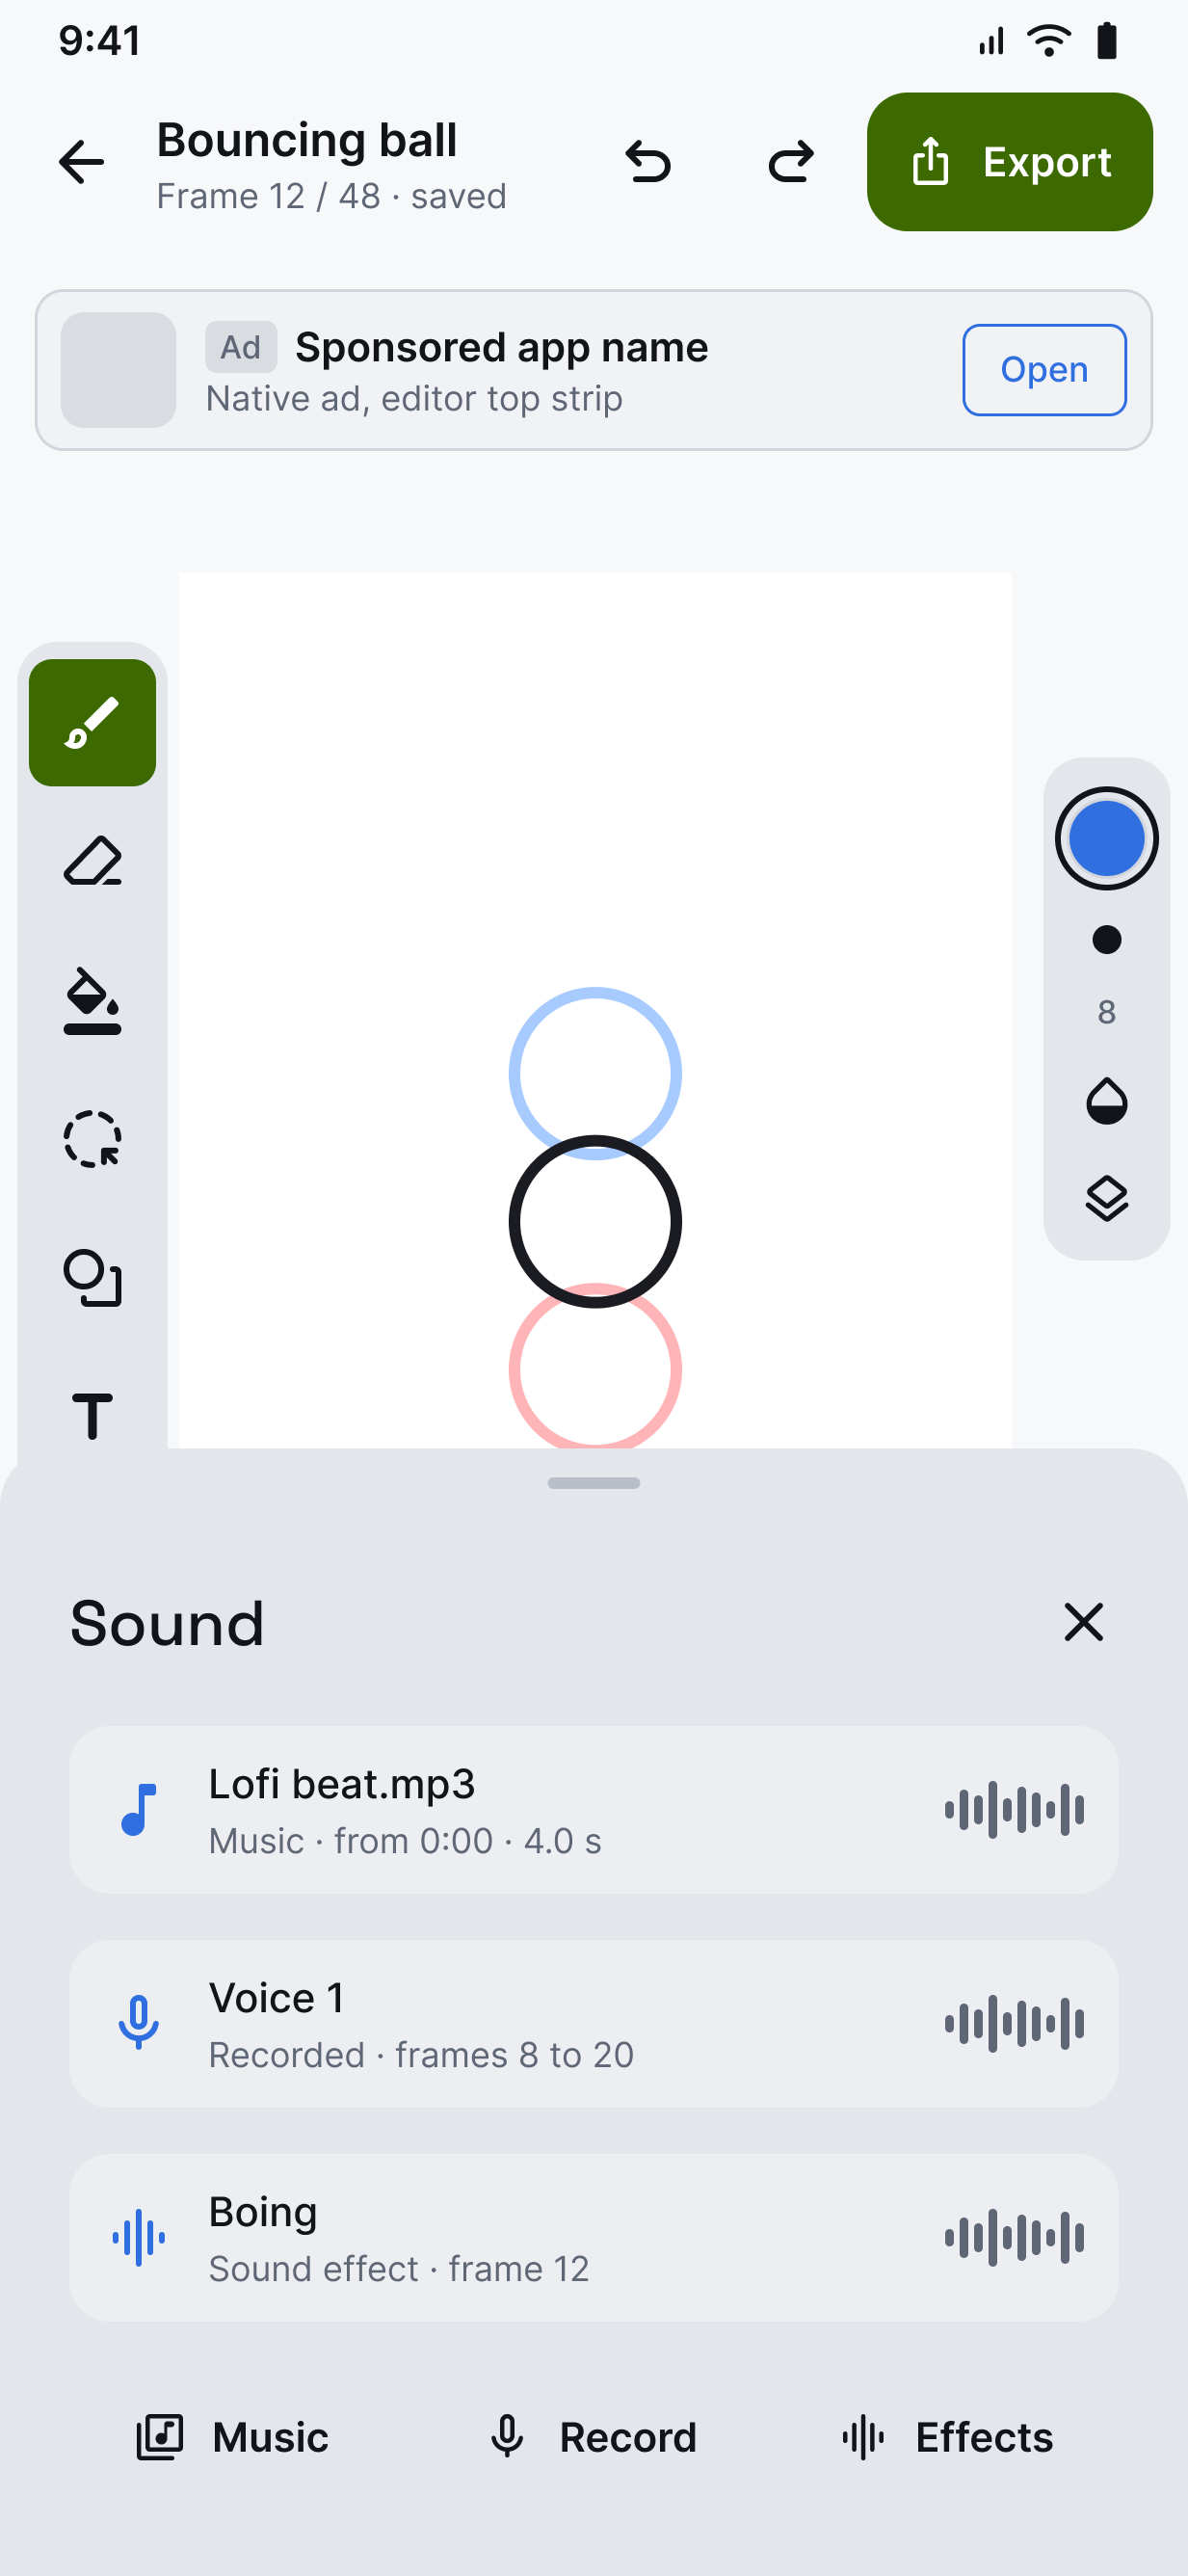 9:41
Bouncing ball
Frame 12 / 48 · saved
Export
Ad Sponsored app name
Native ad, editor top strip
Open
8
T
Sound
Lofi beat.mp3
Music · from 0:00 · 4.0 s
Voice 1
Recorded · frames 8 to 20
Boing
Sound effect · frame 12
Music
Record
Effects